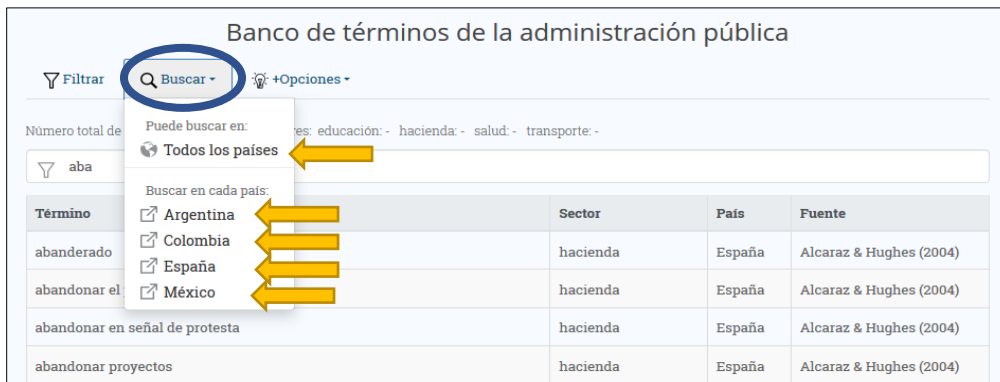 Banco de términos de la administración pública
Filtrar Buscar +Opciones
Número total de res: educación: - hacienda: - salud: - transporte: -
Puede buscar en:
Todos los países
aba
Buscar en cada país:
Argentina
Colombia
España
México
Término Sector País Fuente
abanderado hacienda España Alcaraz & Hughes (2004)
abandonar el hacienda España Alcaraz & Hughes (2004)
abandonar en señal de protesta hacienda España Alcaraz & Hughes (2004)
abandonar proyectos hacienda España Alcaraz & Hughes (2004)